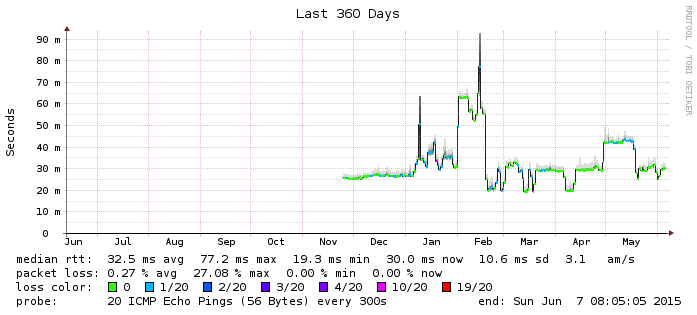 Last 360 Days
RRDTOOL / TOBI OETIKER
Seconds
90 m
80 m
70 m
60 m
50 m
40 m
30 m
20 m
10 m
0
Jun Jul Aug Sep Oct Nov Dec Jan Feb Mar Apr May
median rtt: 32.5 ms avg 77.2 ms max 19.3 ms min 30.0 ms now 10.6 ms sd 3.1 am/s
packet loss: 0.27 % avg 27.08 % max 0.00 % min 0.00 % now
loss color: 0 1/20 2/20 3/20 4/20 10/20 19/20
probe: 20 ICMP Echo Pings (56 Bytes) every 300s end: Sun Jun 7 08:05:05 2015